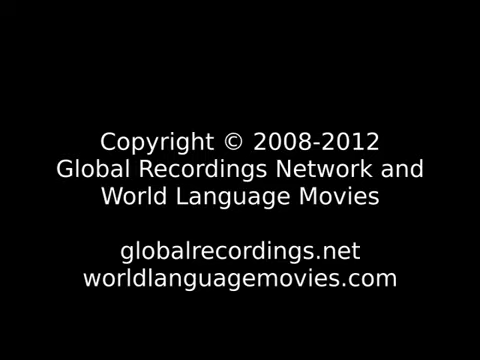 Copyright © 2008-2012
Global Recordings Network and
World Language Movies
globalrecordings.net
worldlanguagemovies.com